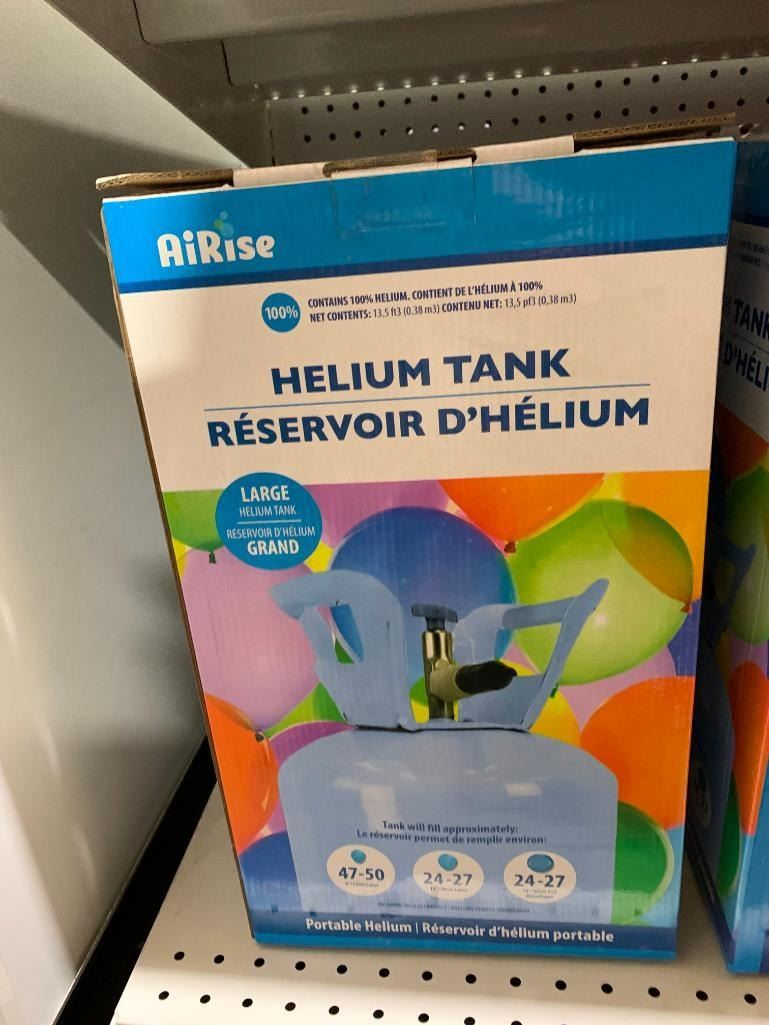 AiRise
100%
CONTAINS 100% HELIUM. CONTIENT DE L'HÉLIUM À 100%
NET CONTENTS: 13.5 ft3 (0.38 m3) CONTENU NET: 13,5 pf3 (0,38 m3)
HELIUM TANK
RÉSERVOIR D'HÉLIUM
LARGE
HELIUM TANK
RÉSERVOIR D'HÉLIUM
GRAND
Tank will fill approximately:
Le réservoir permet de remplir environ:
47-50
24-27
24-27
Portable Helium | Réservoir d'hélium portable
D'HÉLI